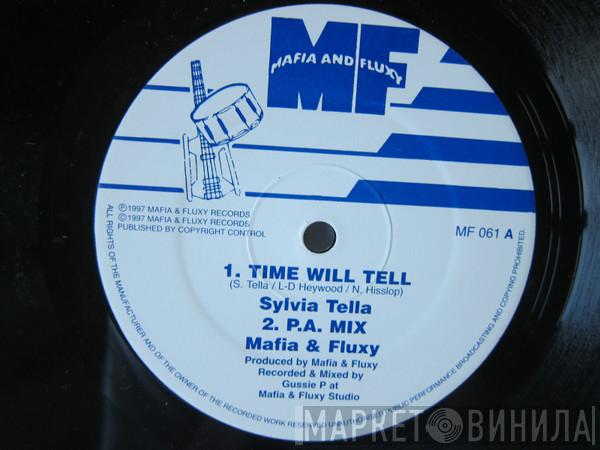 MF
MAFIA AND FLUXY
℗1997 MAFIA & FLUXY RECORDS
©1997 MAFIA & FLUXY RECORDS
PUBLISHED BY COPYRIGHT CONTROL
MF 061 A
1. TIME WILL TELL
(S. Tella / L-D Heywood / N. Hisslop)
Sylvia Tella
2. P.A. MIX
Mafia & Fluxy
Produced by Mafia & Fluxy
Recorded & Mixed by
Gussie P at
Mafia & Fluxy Studio
ALL RIGHTS OF THE MANUFACTURER AND OF THE OWNER OF THE RECORDED WORK RESERVED UNAUTHORISED PUBLIC PERFORMANCE BROADCASTING AND COPYING PROHIBITED.
МАРКЕТ ВИНИЛА